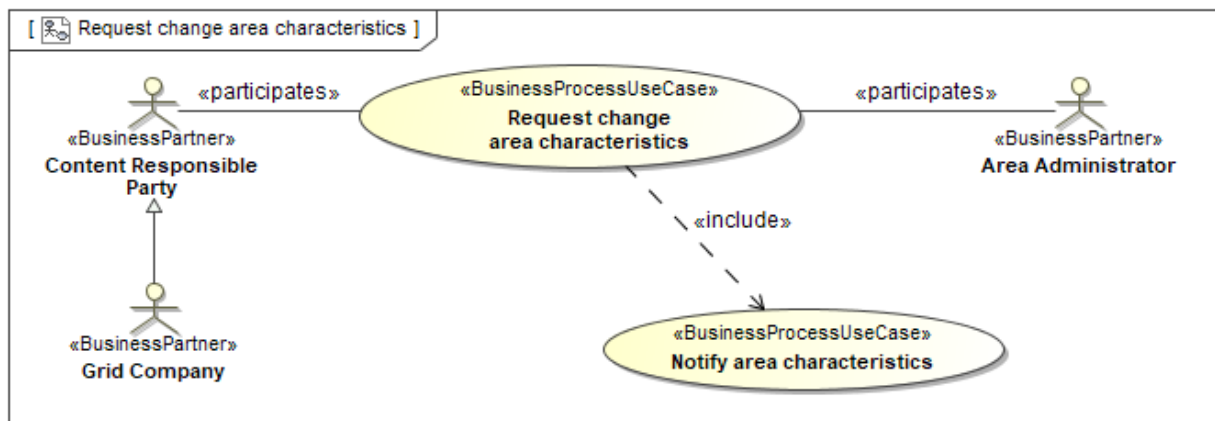 [ Request change area characteristics ]
«participates»
«BusinessProcessUseCase»
Request change
area characteristics
«participates»
«BusinessPartner»
Content Responsible
Party
«BusinessPartner»
Area Administrator
«include»
«BusinessPartner»
Grid Company
«BusinessProcessUseCase»
Notify area characteristics